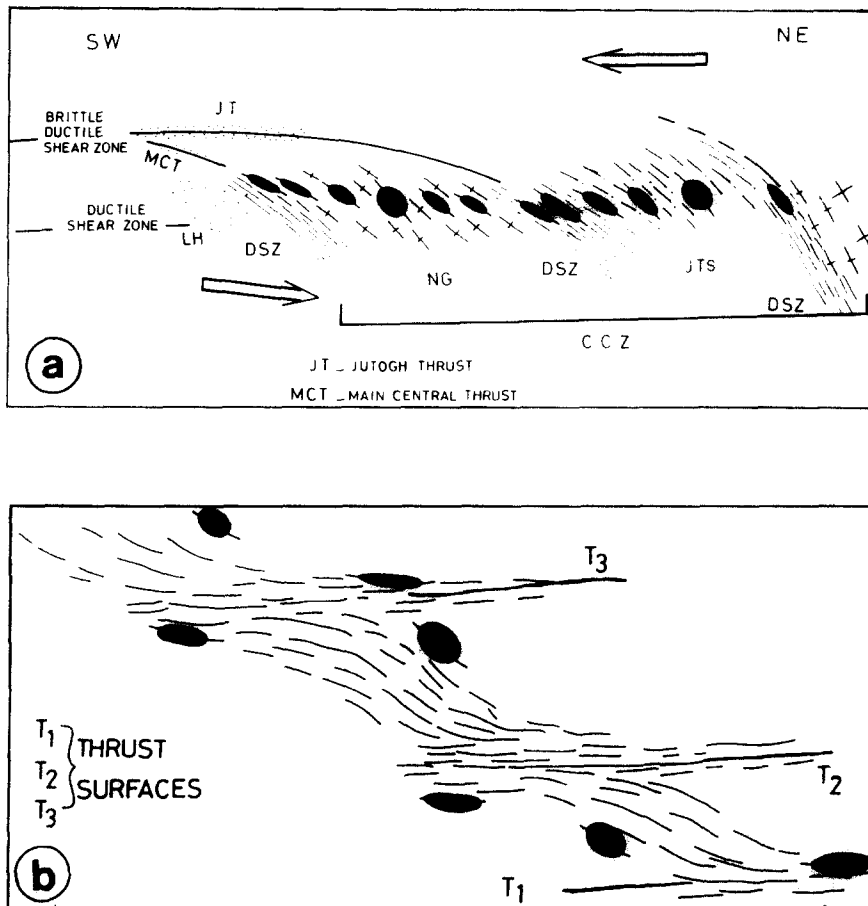 SW
NE
JT
BRITTLE
DUCTILE
SHEAR ZONE
MCT
DUCTILE
SHEAR ZONE
LH
DSZ
NG
DSZ
JTS
DSZ
CCZ
a
JT _ JUTOGH THRUST
MCT _ MAIN CENTRAL THRUST
T3
T1
T2
T3
THRUST
SURFACES
T2
T1
b